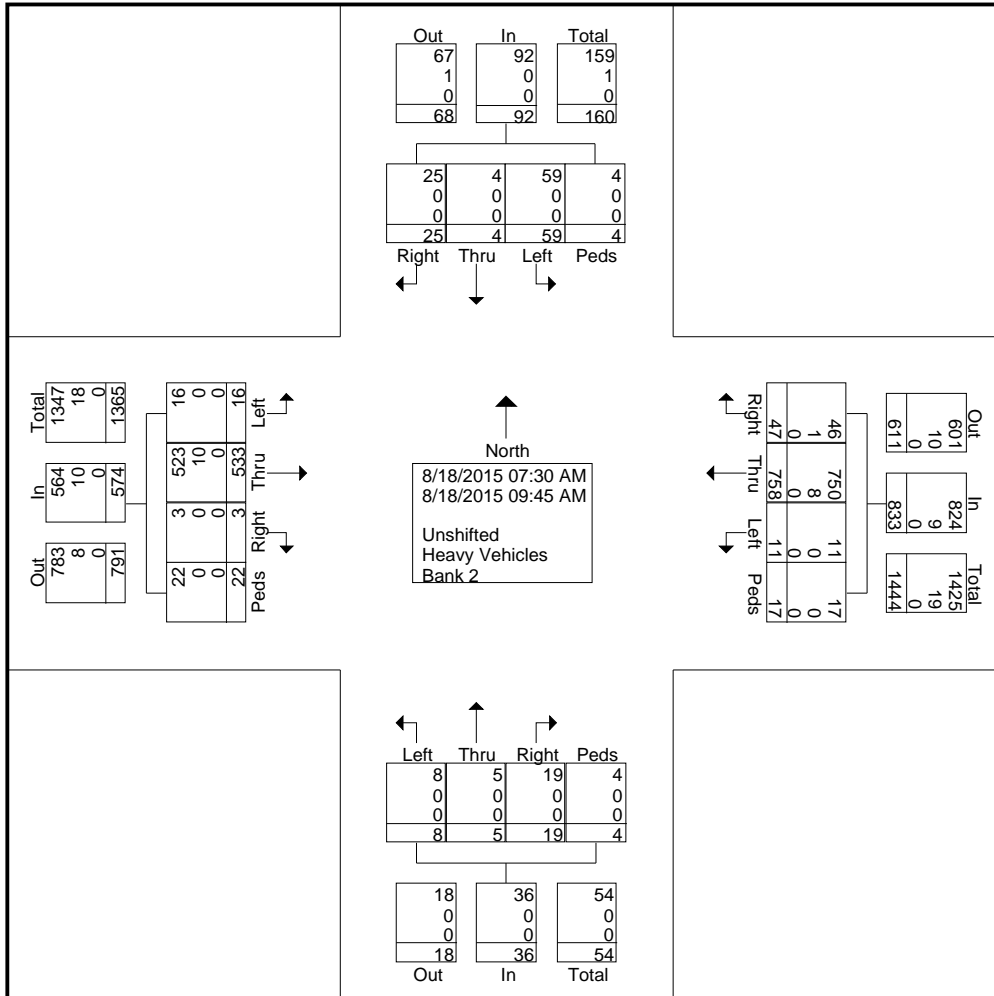 Out In Total
67 92 159
1 0 1
0 0 0
68 92 160
25 4 59 4
0 0 0 0
0 0 0 0
25 4 59 4
Right Thru Left Peds
Total
1347
18
0
1365
In
564
10
0
574
Out
783
8
0
791
16
0
0
16
Left
523
10
0
533
Thru
3
0
0
3
Right
22
0
0
22
Peds
North
8/18/2015 07:30 AM
8/18/2015 09:45 AM
Unshifted
Heavy Vehicles
Bank 2
Right
47
0
1
46
Thru
758
0
8
750
Left
11
0
0
11
Peds
17
0
0
17
Out
601
10
0
611
In
824
9
0
833
Total
1425
19
0
1444
Left Thru Right Peds
8 5 19 4
0 0 0 0
0 0 0 0
8 5 19 4
18 36 54
0 0 0
0 0 0
18 36 54
Out In Total